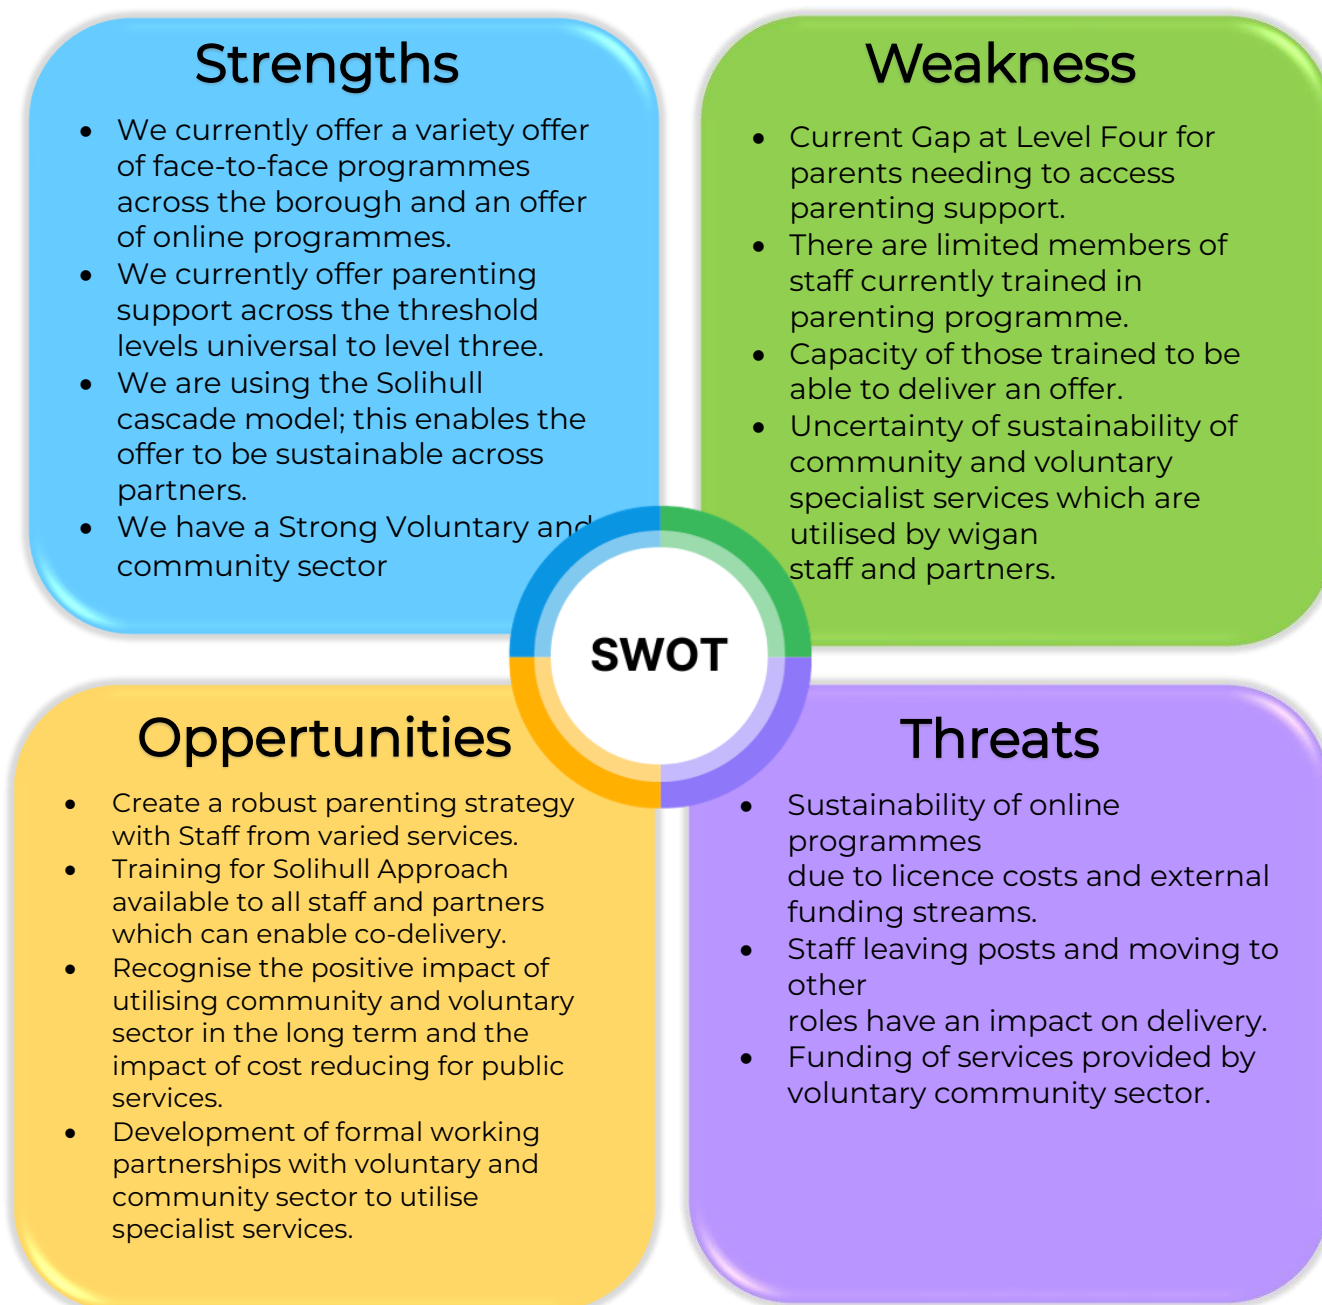 Strengths
• We currently offer a variety offer
of face-to-face programmes
across the borough and an offer
of online programmes.
• We currently offer parenting
support across the threshold
levels universal to level three.
• We are using the Solihull
cascade model; this enables the
offer to be sustainable across
partners.
• We have a Strong Voluntary and
community sector
Weakness
• Current Gap at Level Four for
parents needing to access
parenting support.
• There are limited members of
staff currently trained in
parenting programme.
• Capacity of those trained to be
able to deliver an offer.
• Uncertainty of sustainability of
community and voluntary
specialist services which are
utilised by wigan
staff and partners.
SWOT
Oppertunities
• Create a robust parenting strategy
with Staff from varied services.
• Training for Solihull Approach
available to all staff and partners
which can enable co-delivery.
• Recognise the positive impact of
utilising community and voluntary
sector in the long term and the
impact of cost reducing for public
services.
• Development of formal working
partnerships with voluntary and
community sector to utilise
specialist services.
Threats
• Sustainability of online
programmes
due to licence costs and external
funding streams.
• Staff leaving posts and moving to
other
roles have an impact on delivery.
• Funding of services provided by
voluntary community sector.